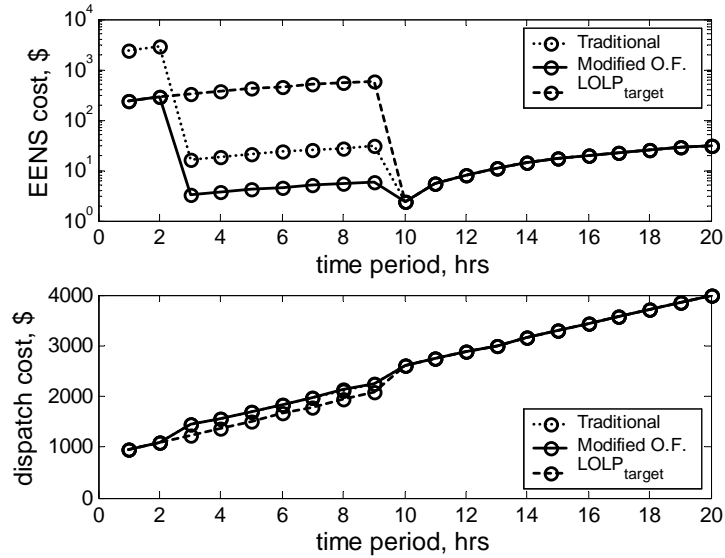 EENS cost, $
10^4
10^3
10^2
10^1
10^0
0 2 4 6 8 10 12 14 16 18 20
time period, hrs
Traditional
Modified O.F.
LOLP_target
dispatch cost, $
4000
3000
2000
1000
0
0 2 4 6 8 10 12 14 16 18 20
time period, hrs
Traditional
Modified O.F.
LOLP_target